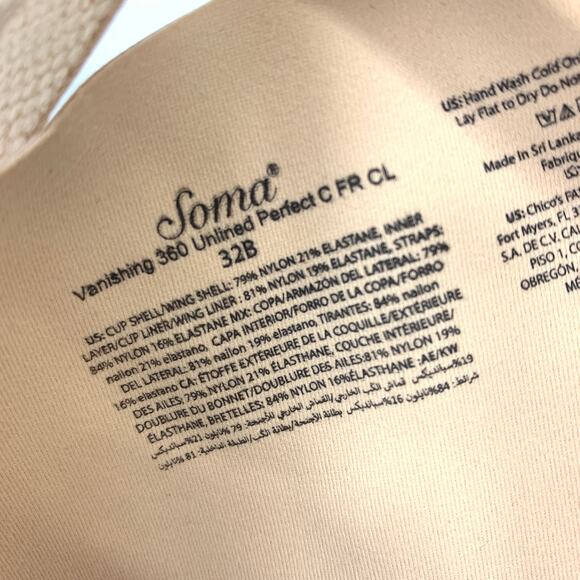 Soma®
Vanishing 360 Unlined Perfect C FR CL
32B
US: CUP SHELL/WING SHELL: 79% NYLON 21% ELASTANE, INNER
LAYER/CUP LINER/WING LINER : 81% NYLON 19% ELASTANE, STRAPS:
84% NYLON 16% ELASTANE MX: COPA/ARMAZON DEL LATERAL: 79%
nailon 21% elastano, CAPA INTERIOR/FORRO DE LA COPA/FORRO
DEL LATERAL: 81% nailon 19% elastano, TIRANTES: 84% nailon
16% elastano CA: ÉTOFFE EXTÉRIEURE DE LA COQUILLE/EXTÉRIEURE
DES AILES: 79% NYLON 21% ÉLASTHANE, COUCHE INTÉRIEURE/
DOUBLURE DU BONNET/DOUBLURE DES AILES:81% NYLON 19%
ÉLASTHANE, BRETELLES: 84% NYLON 16%ÉLASTHANE -AE/KW
US: Hand Wash Cold On
Lay Flat to Dry Do No
Made In Sri Lanka
Fabriqu
US: Chico's FAS
Fort Myers, FL 3
S.A. DE C.V. CAL
PISO 1, CO
OBREGÓN,
MÉ